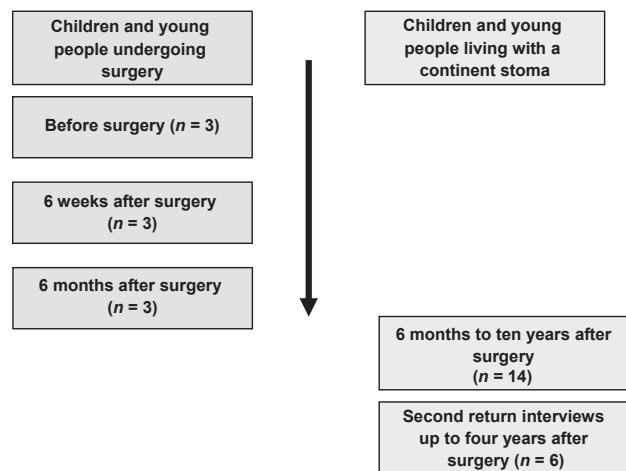 Children and young
people undergoing
surgery
Children and young
people living with a
continent stoma
Before surgery (n = 3)
6 weeks after surgery
(n = 3)
6 months after surgery
(n = 3)
6 months to ten years after
surgery
(n = 14)
Second return interviews
up to four years after
surgery (n = 6)